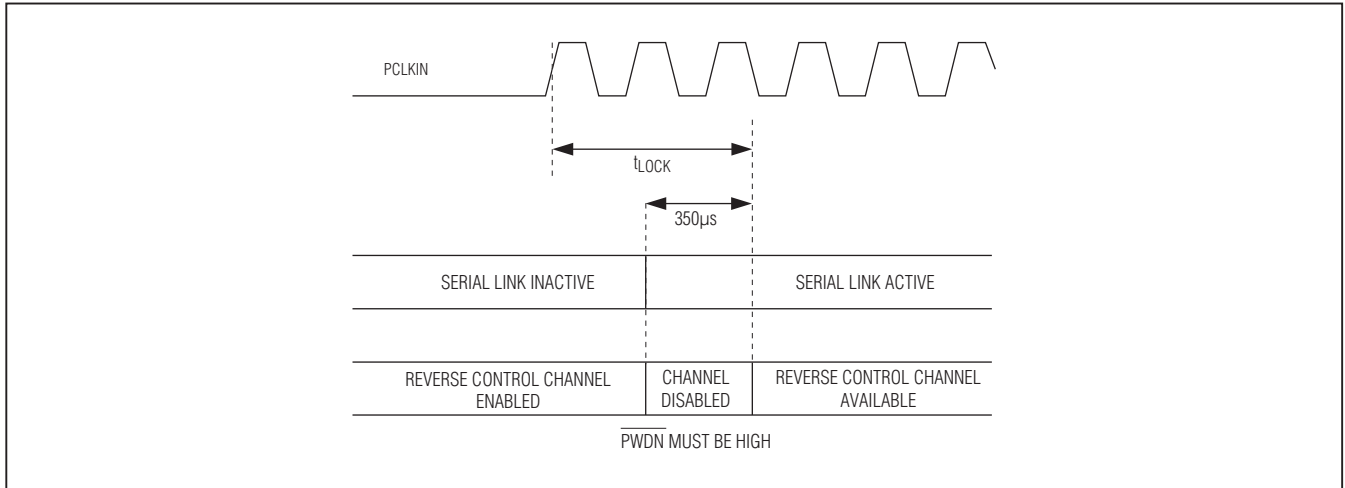 PCLKIN
tLOCK
350µs
SERIAL LINK INACTIVE
SERIAL LINK ACTIVE
REVERSE CONTROL CHANNEL
ENABLED
CHANNEL
DISABLED
REVERSE CONTROL CHANNEL
AVAILABLE
PWDN MUST BE HIGH